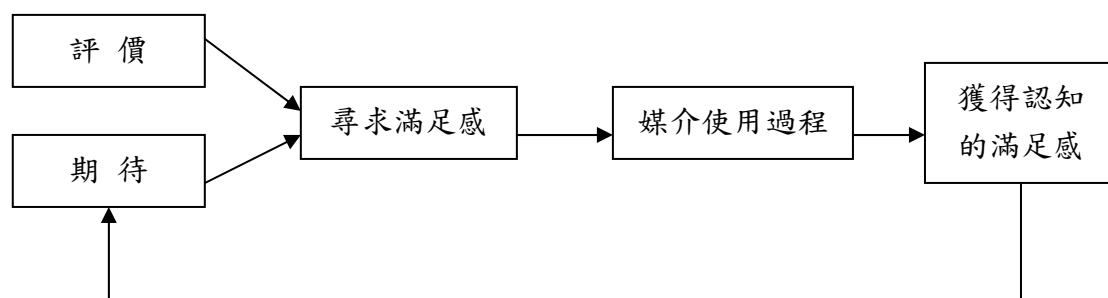 評 價
期 待
尋求滿足感
媒介使用過程
獲得認知
的滿足感